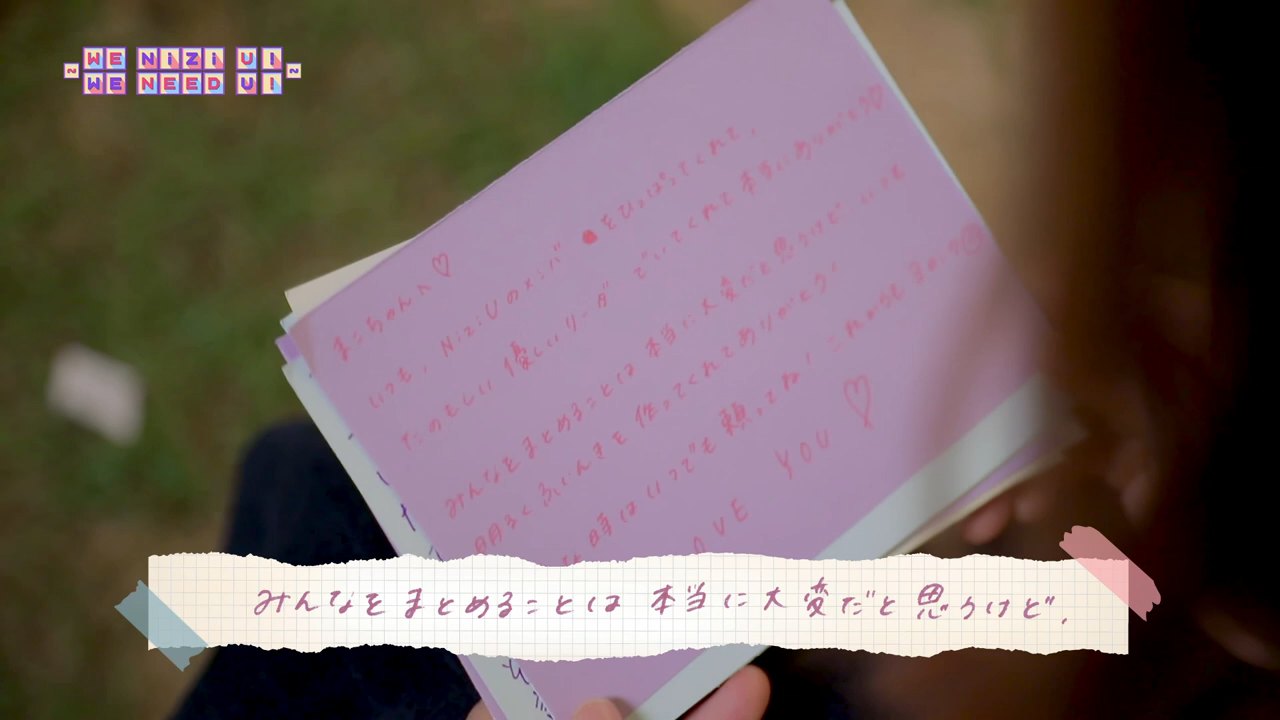 WE NiZi U!
WE NEED U!
まこちゃんへ♡
いつも、NiziUのメンバーをひっぱってくれて、
たのもしい優しいリーダーでいてくれて本当にありがとう♡
みんなをまとめることは本当に大変だと思うけどいつも
明るくふいんきを作ってくれてありがとう!
時はいつでも頼ってね!これからも
YOU♡
みんなをまとめることは本当に大変だと思うけど、